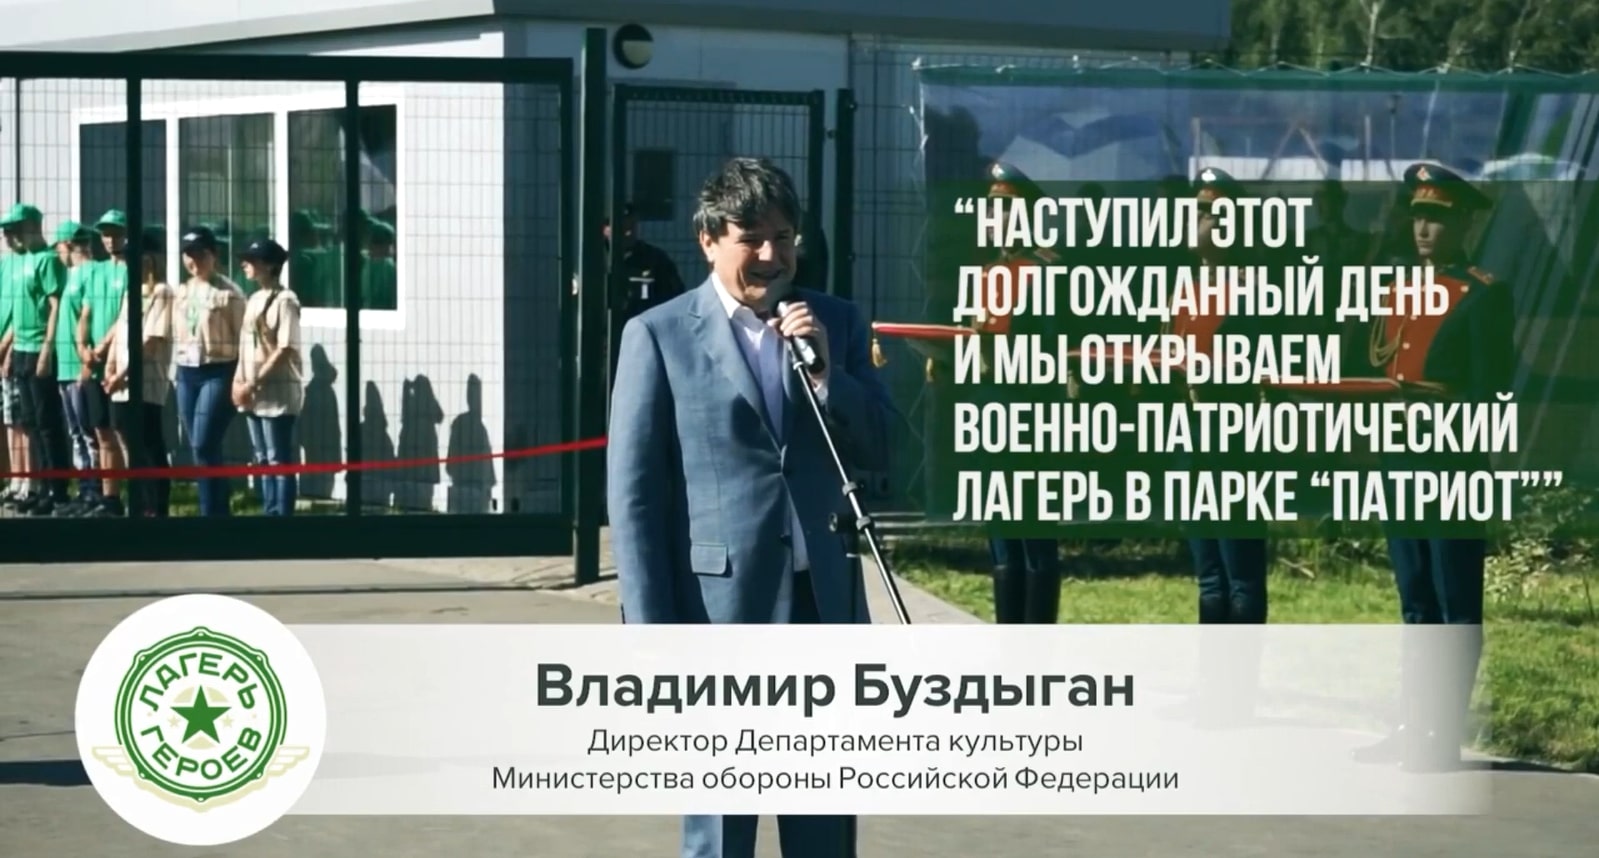 “НАСТУПИЛ ЭТОТ
ДОЛГОЖДАННЫЙ ДЕНЬ
И МЫ ОТКРЫВАЕМ
ВОЕННО-ПАТРИОТИЧЕСКИЙ
ЛАГЕРЬ В ПАРКЕ “ПАТРИОТ””
ЛАГЕРЬ
ГЕРОЕВ
Владимир Буздыган
Директор Департамента культуры
Министерства обороны Российской Федерации